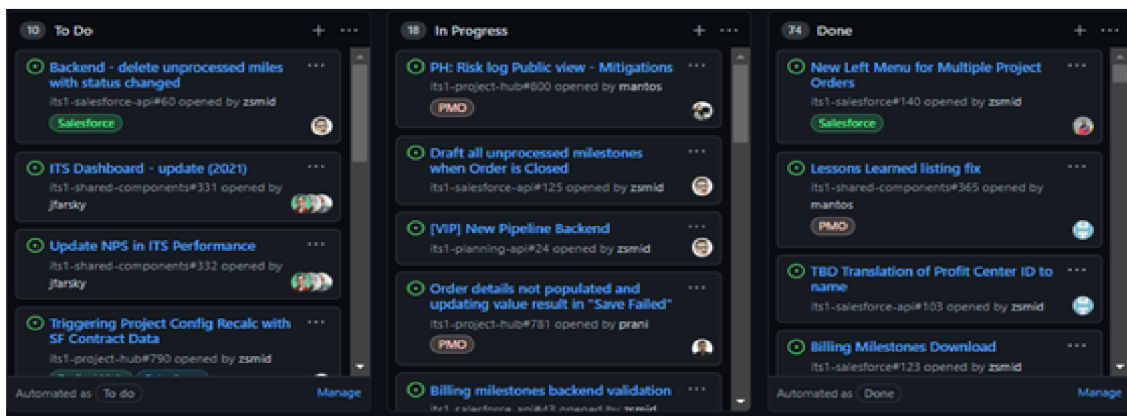 10 To Do
Backend - delete unprocessed miles
with status changed
its1-salesforce-api#60 opened by zsmid
Salesforce
ITS Dashboard - update (2021)
its1-shared-components#331 opened by
jfarsky
Update NPS in ITS Performance
its1-shared-components#332 opened by
jfarsky
Triggering Project Config Recalc with
SF Contract Data
its1-project-hub#790 opened by zsmid
Automated as To do
Manage
18 In Progress
PH: Risk log Public view - Mitigations
its1-project-hub#800 opened by mantos
PMO
Draft all unprocessed milestones
when Order is Closed
its1-salesforce-api#125 opened by zsmid
[VIP] New Pipeline Backend
its1-planning-api#24 opened by zsmid
Order details not populated and
updating value result in "Save Failed"
its1-project-hub#781 opened by prani
PMO
Billing milestones backend validation
its1-salesforce-api#43 opened by zsmid
74 Done
New Left Menu for Multiple Project
Orders
its1-salesforce#140 opened by zsmid
Salesforce
Lessons Learned listing fix
its1-shared-components#365 opened by
mantos
PMO
TBD Translation of Profit Center ID to
name
its1-salesforce-api#103 opened by zsmid
Billing Milestones Download
its1-salesforce#123 opened by zsmid
Automated as Done
Manage